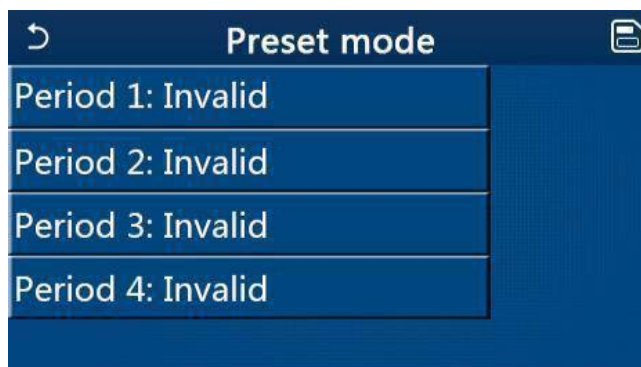 Preset mode
Period 1: Invalid
Period 2: Invalid
Period 3: Invalid
Period 4: Invalid